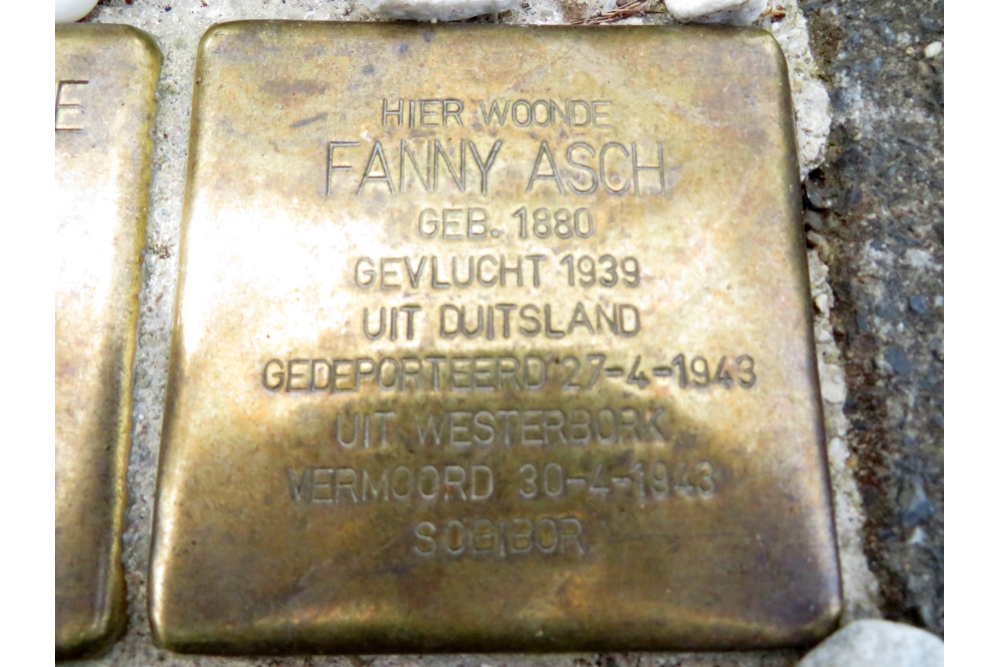 HIER WOONDE
FANNY ASCH
GEB. 1880
GEVLUCHT 1939
UIT DUITSLAND
GEDEPORTEERD 27-4-1943
UIT WESTERBORK
VERMOORD 30-4-1943
SOBIBOR
E